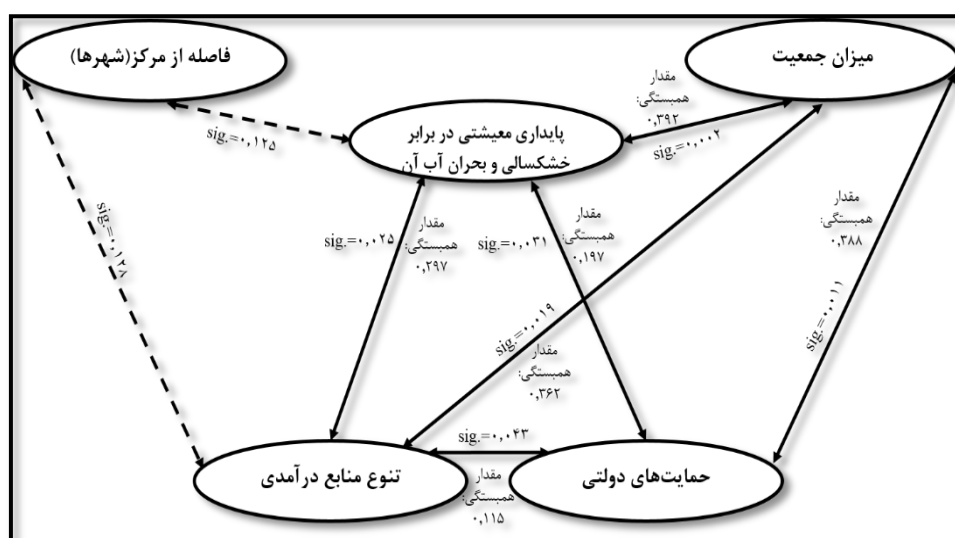 فاصله از مرکز(شهرها)
میزان جمعیت
پایداری معیشتی در برابر
خشکسالی و بحران آب آن
مقدار
همبستگی:
۰,۳۹۲
sig.=۰,۰۰۲
sig.=۰,۱۲۵
sig.=۰,۱۲۸
مقدار
همبستگی:
۰,۲۹۷
sig.=۰,۰۲۵
مقدار
همبستگی:
۰,۱۹۷
sig.=۰,۰۳۱
مقدار
همبستگی:
۰,۳۸۸
sig.=۰,۰۱۱
sig.=۰,۰۱۹
مقدار
همبستگی:
۰,۳۶۲
sig.=۰,۰۴۳
تنوع منابع درآمدی
حمایت‌های دولتی
مقدار
همبستگی:
۰,۱۱۵